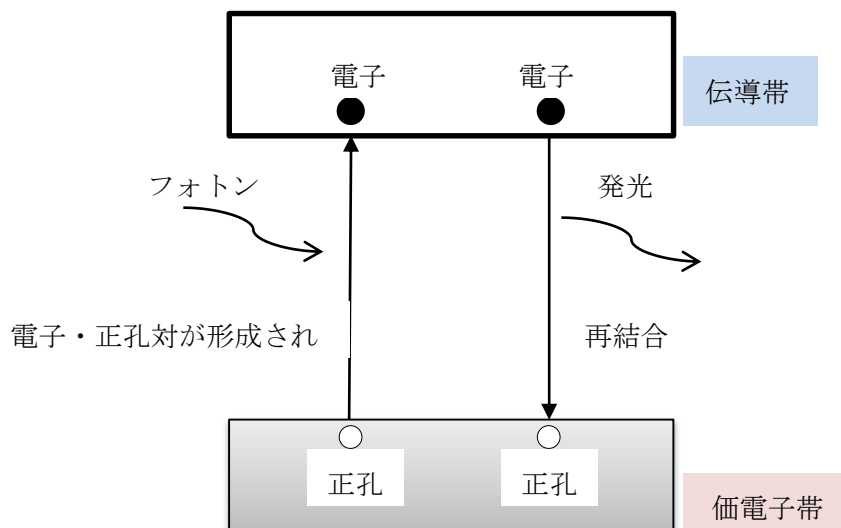 電子 電子
伝導帯
フォトン 発光
電子・正孔対が形成され 再結合
正孔 正孔
価電子帯